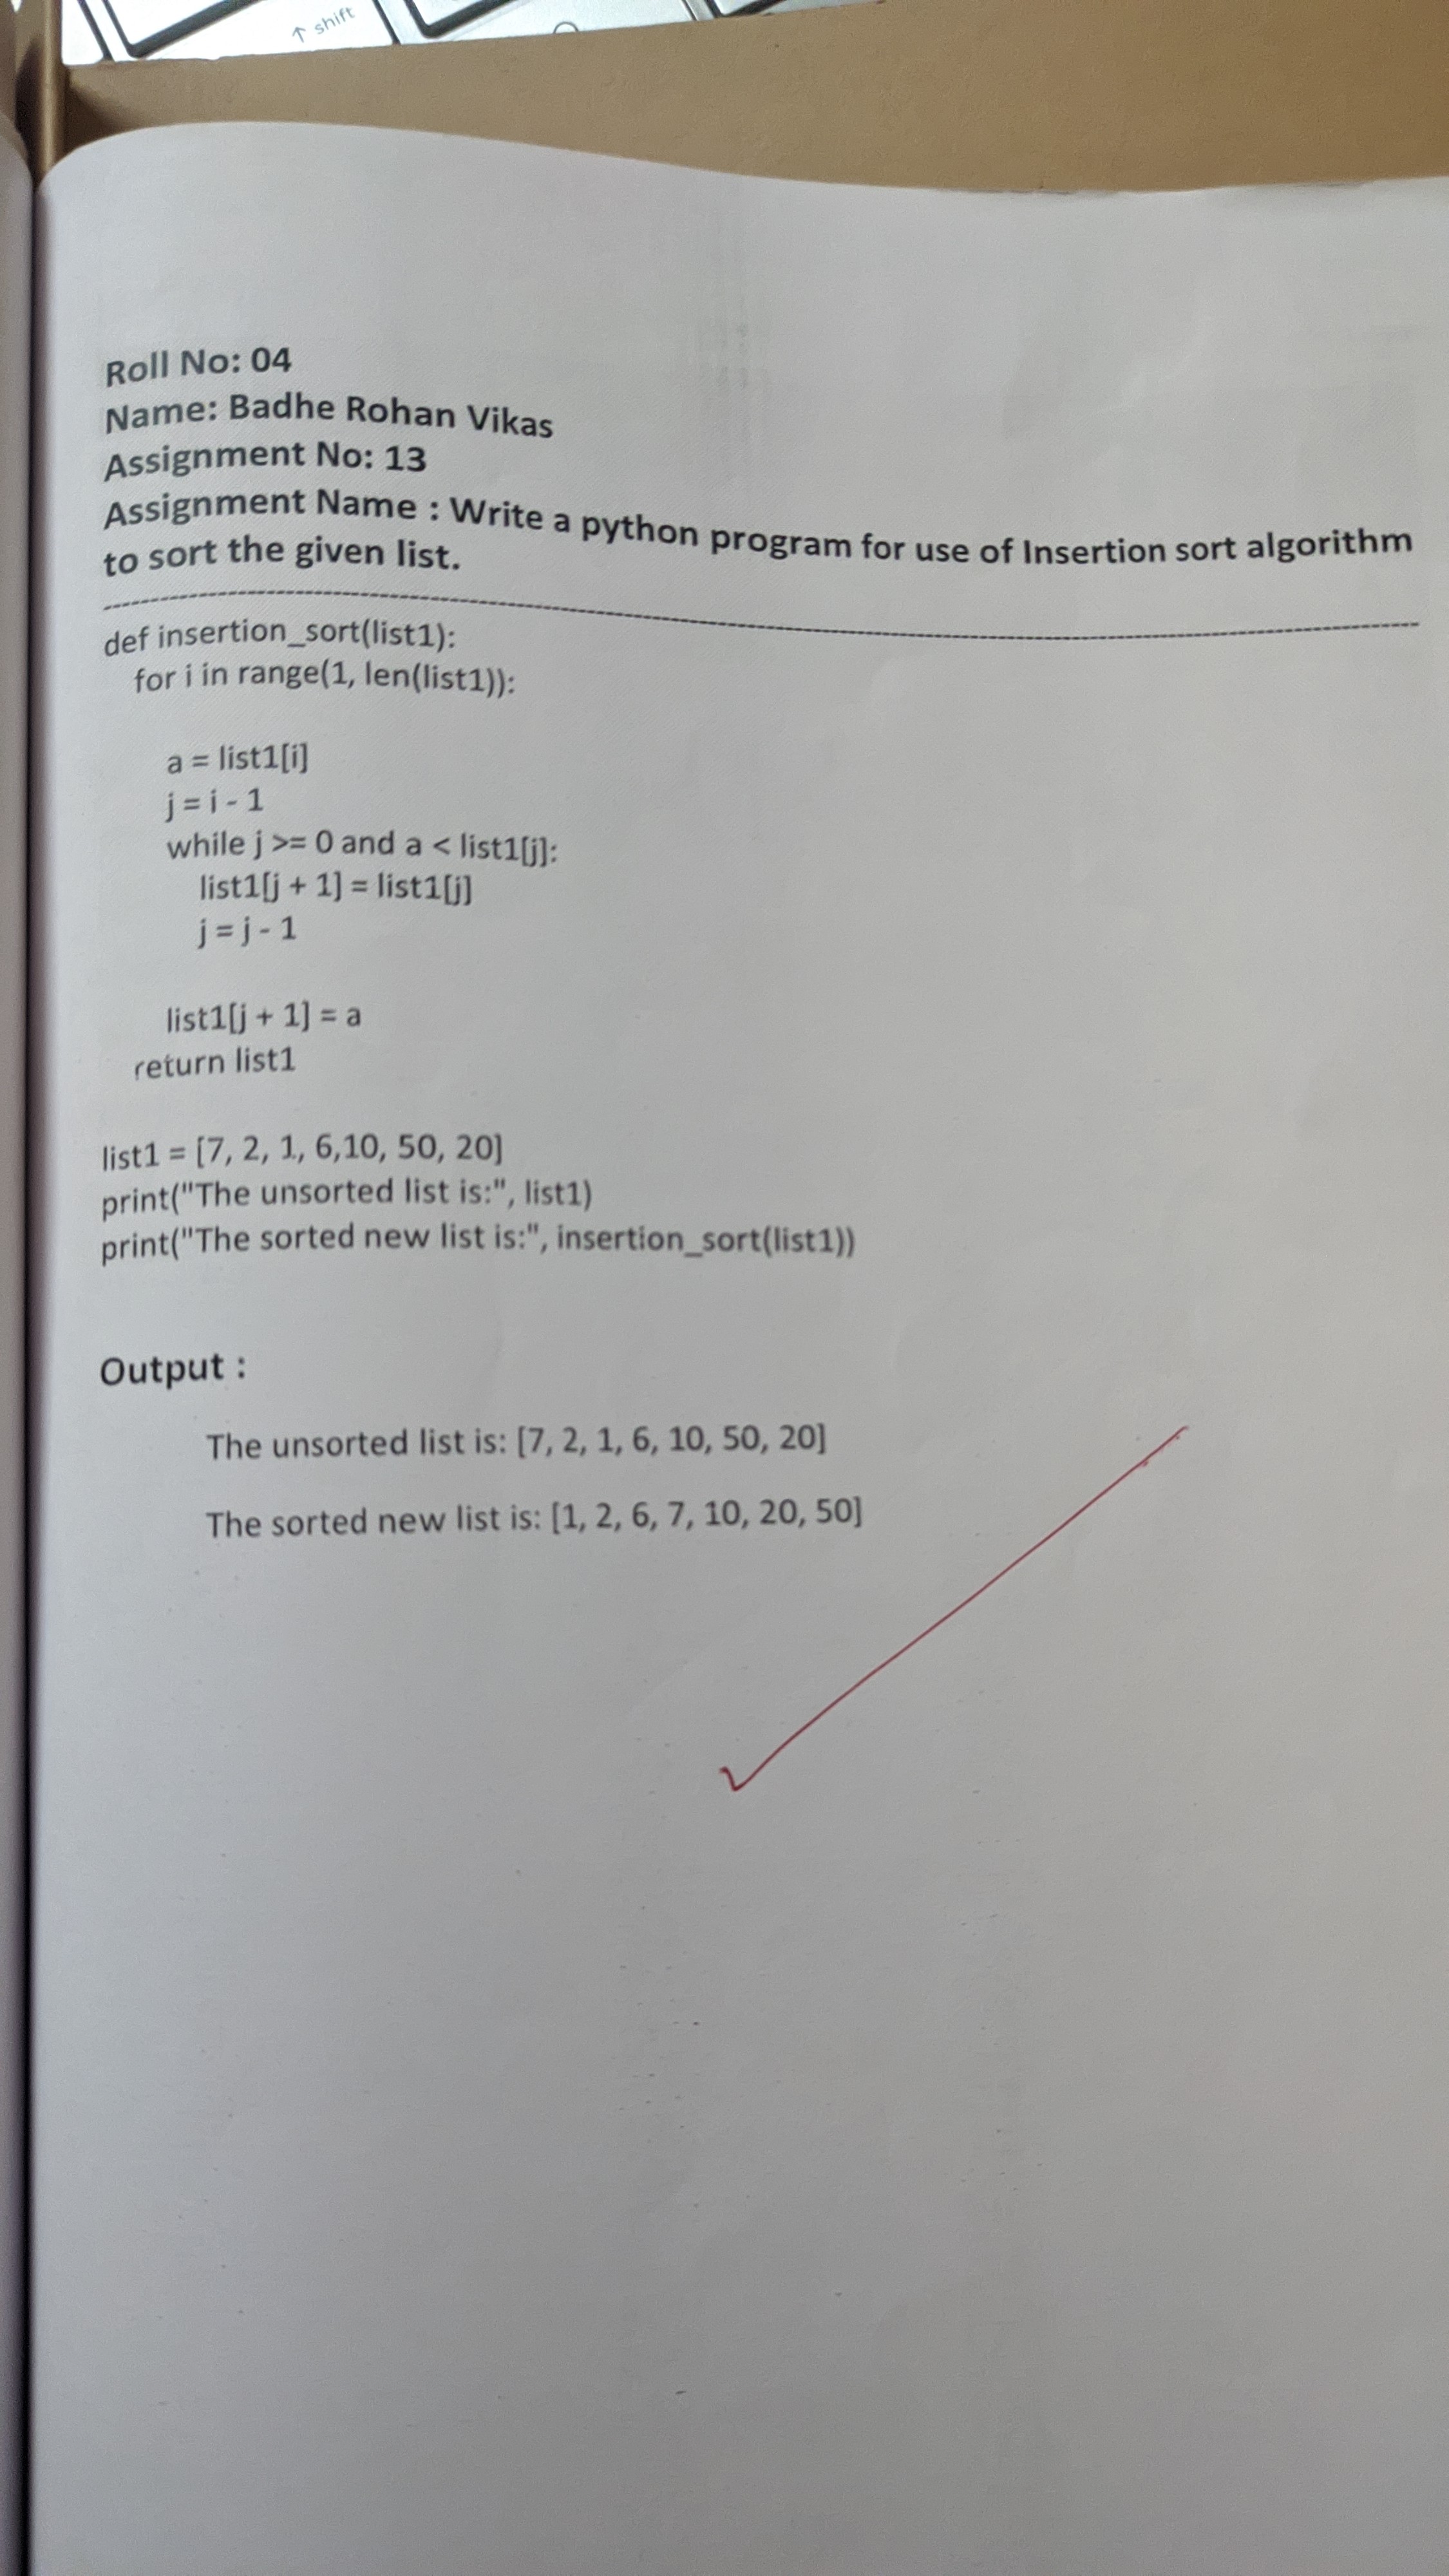 ↑ shift
Roll No: 04
Name: Badhe Rohan Vikas
Assignment No: 13
Assignment Name : Write a python program for use of Insertion sort algorithm
to sort the given list.
def insertion_sort(list1):
for i in range(1, len(list1)):
a = list1[i]
j = i - 1
while j >= 0 and a < list1[j]:
list1[j + 1] = list1[j]
j = j - 1
list1[j + 1] = a
return list1
list1 = [7, 2, 1, 6,10, 50, 20]
print("The unsorted list is:", list1)
print("The sorted new list is:", insertion_sort(list1))
Output :
The unsorted list is: [7, 2, 1, 6, 10, 50, 20]
The sorted new list is: [1, 2, 6, 7, 10, 20, 50]